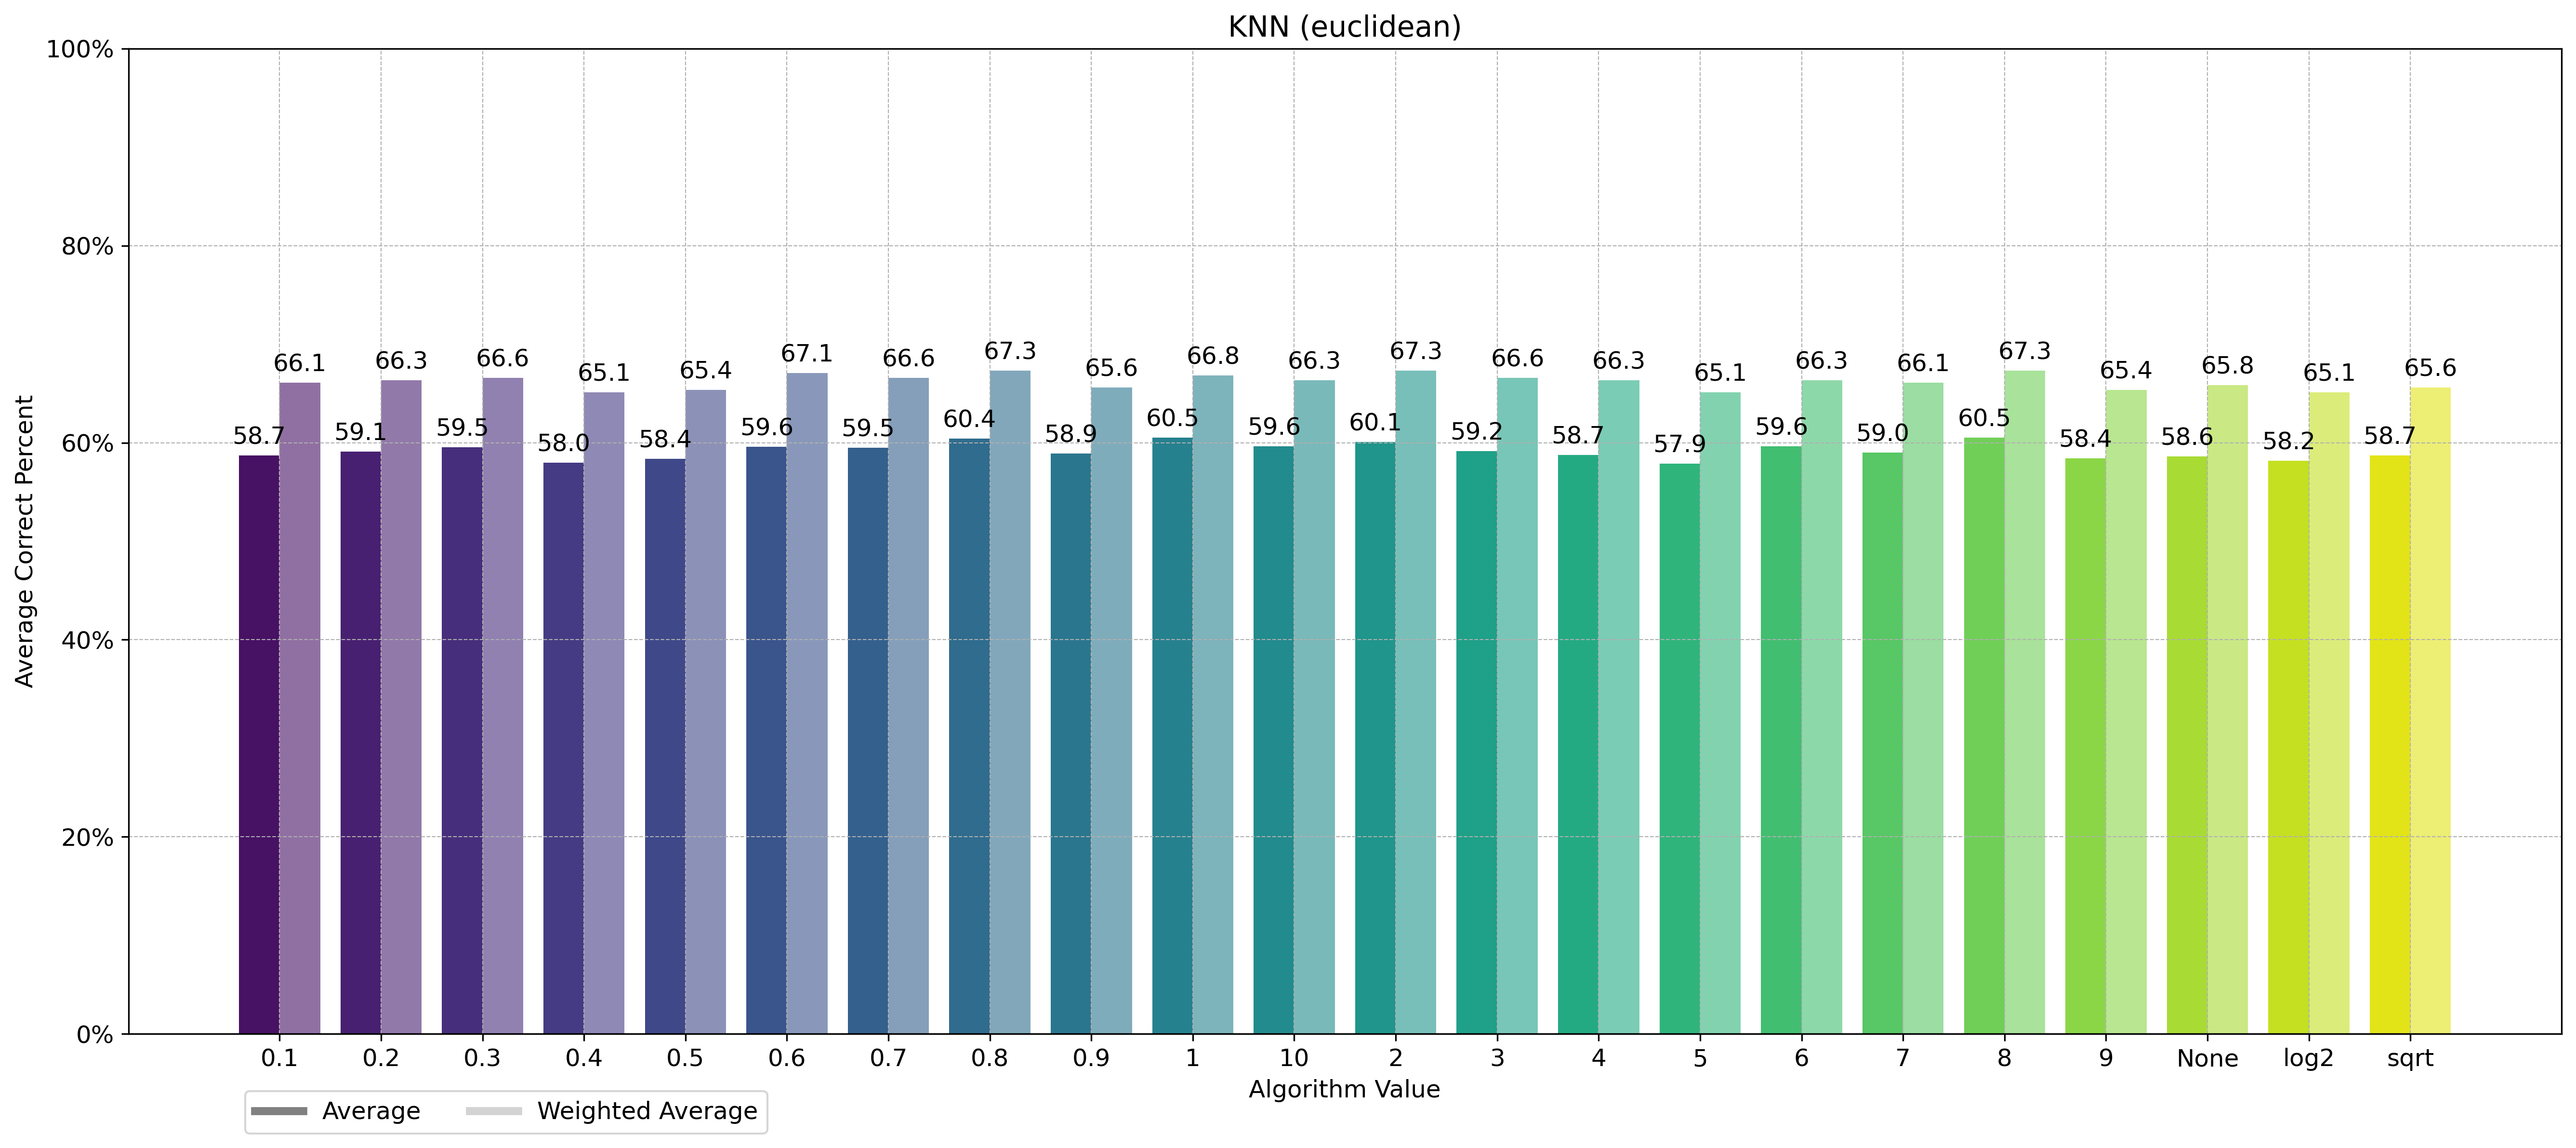 KNN (euclidean)
100%
80%
60%
40%
20%
0%
Average Correct Percent
66.1 66.3 66.6 65.1 65.4 67.1 66.6 67.3 65.6 66.8 66.3 67.3 66.6 66.3 65.1 66.3 66.1 67.3 65.4 65.8 65.1 65.6
58.7 59.1 59.5 58.0 58.4 59.6 59.5 60.4 58.9 60.5 59.6 60.1 59.2 58.7 57.9 59.6 59.0 60.5 58.4 58.6 58.2 58.7
0.1 0.2 0.3 0.4 0.5 0.6 0.7 0.8 0.9 1 10 2 3 4 5 6 7 8 9 None log2 sqrt
Algorithm Value
Average Weighted Average